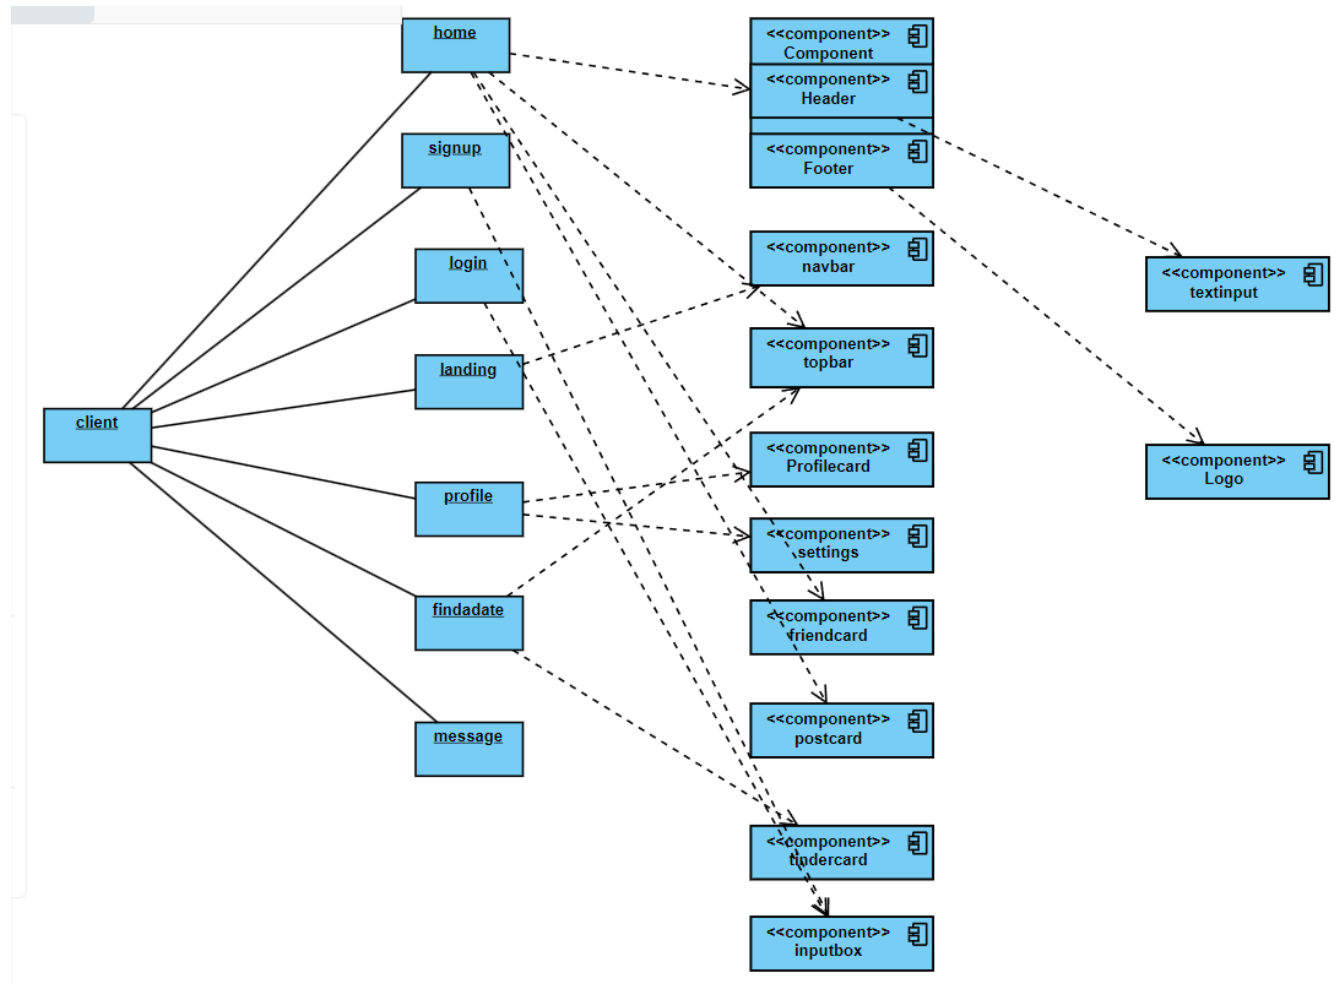 home
signup
login
landing
client
profile
findadate
message
<<component>>
Component
<<component>>
Header
<<component>>
Footer
<<component>>
navbar
<<component>>
topbar
<<component>>
Profilecard
<<component>>
settings
<<component>>
friendcard
<<component>>
postcard
<<component>>
tindercard
<<component>>
inputbox
<<component>>
textinput
<<component>>
Logo